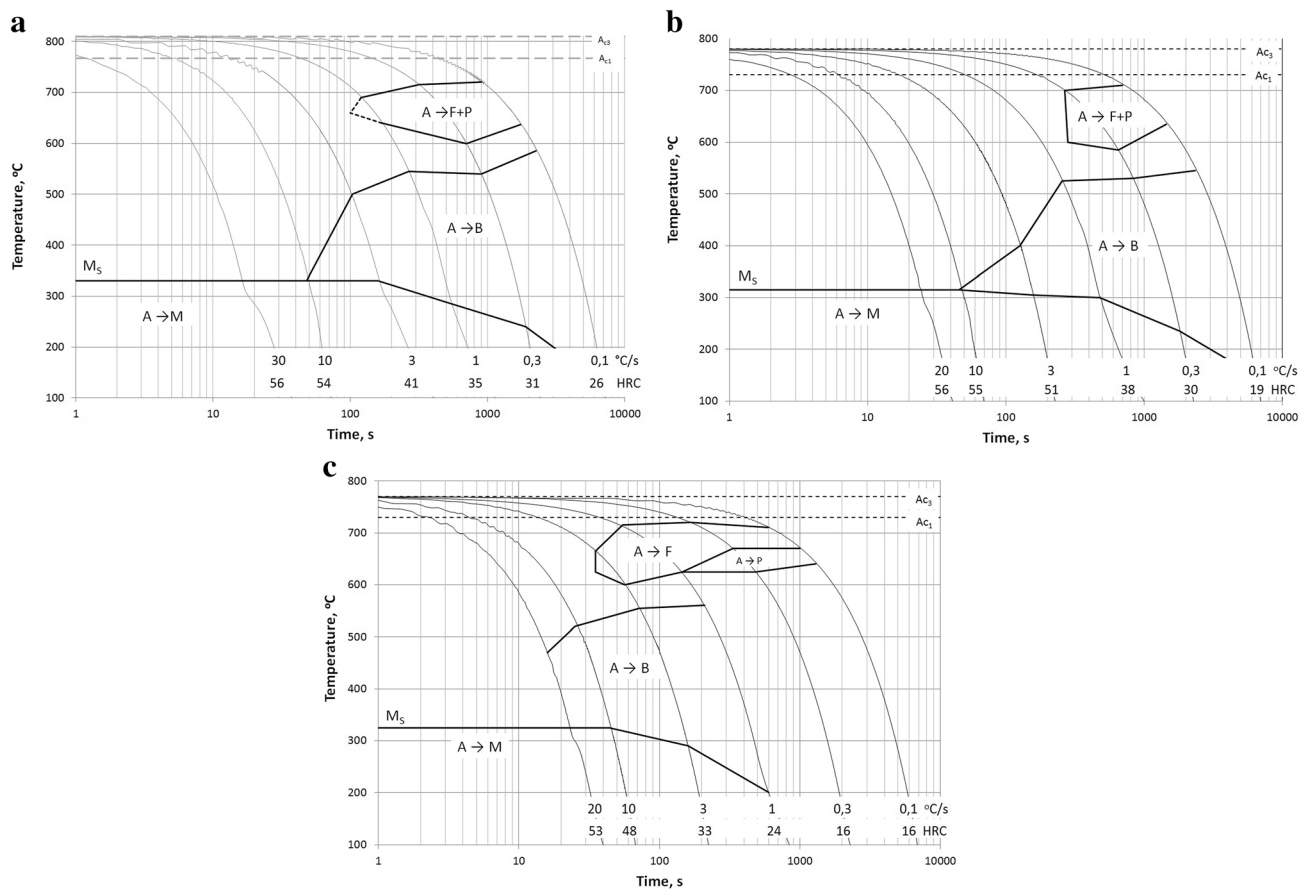 a
Temperature, ºC
800
700
600
500
400
300
200
100
Ac3
Ac1
A →F+P
A →B
MS
A →M
30 10 3 1 0,3 0,1 °C/s
56 54 41 35 31 26 HRC
1 10 100 1000 10000
Time, s
b
Temperature, ºC
800
700
600
500
400
300
200
100
Ac3
Ac1
A → F+P
A → B
MS
A → M
20 10 3 1 0,3 0,1 ºC/s
56 55 51 38 30 19 HRC
1 10 100 1000 10000
Time, s
c
Temperature, ºC
800
700
600
500
400
300
200
100
Ac3
Ac1
A → F
A → P
A → B
MS
A → M
20 10 3 1 0,3 0,1 ºC/s
53 48 33 24 16 16 HRC
1 10 100 1000 10000
Time, s